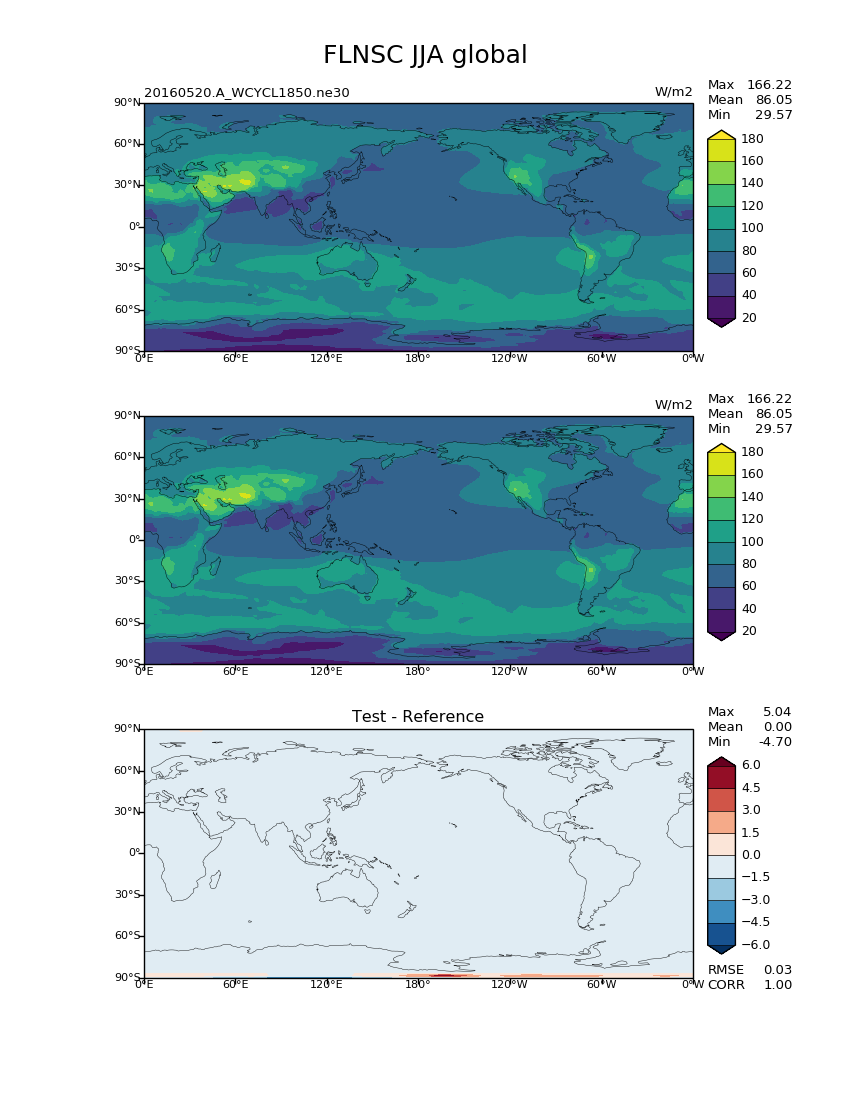 FLNSC JJA global
20160520.A_WCYCL1850.ne30
W/m2
Max 166.22
Mean 86.05
Min 29.57
90°N
60°N
30°N
0°
30°S
60°S
90°S
0°E 60°E 120°E 180° 120°W 60°W 0°W
180
160
140
120
100
80
60
40
20
W/m2
Max 166.22
Mean 86.05
Min 29.57
90°N
60°N
30°N
0°
30°S
60°S
90°S
0°E 60°E 120°E 180° 120°W 60°W 0°W
180
160
140
120
100
80
60
40
20
Test - Reference
Max 5.04
Mean 0.00
Min -4.70
90°N
60°N
30°N
0°
30°S
60°S
90°S
0°E 60°E 120°E 180° 120°W 60°W 0°W
6.0
4.5
3.0
1.5
0.0
−1.5
−3.0
−4.5
−6.0
RMSE 0.03
CORR 1.00